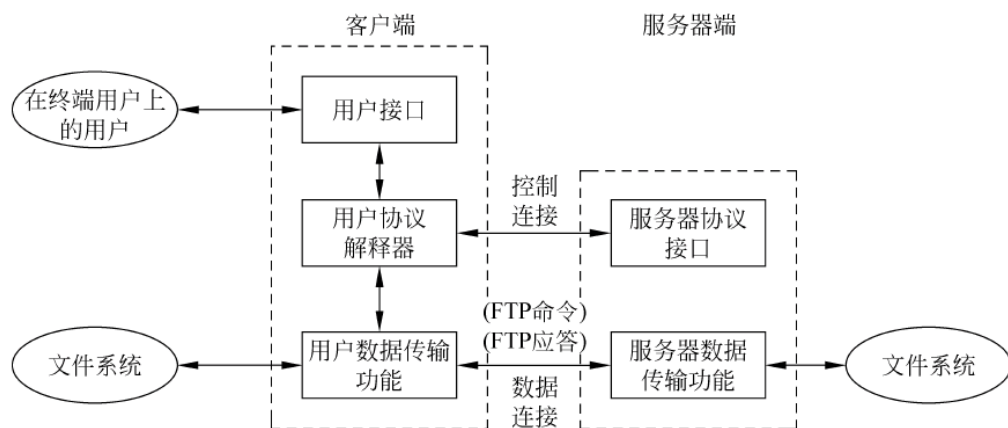 客户端
服务器端
在终端用户上
的用户
用户接口
用户协议
解释器
控制
连接
服务器协议
接口
(FTP命令)
(FTP应答)
文件系统
用户数据传输
功能
数据
连接
服务器数据
传输功能
文件系统